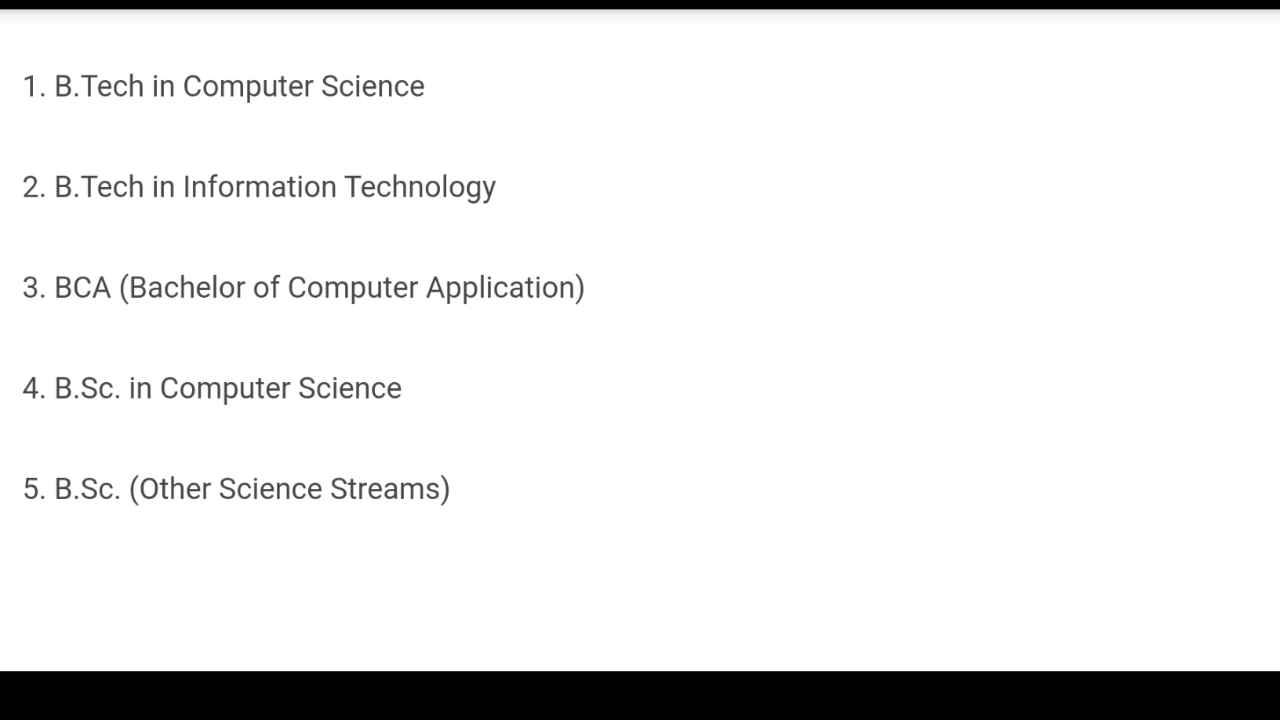 1. B.Tech in Computer Science
2. B.Tech in Information Technology
3. BCA (Bachelor of Computer Application)
4. B.Sc. in Computer Science
5. B.Sc. (Other Science Streams)